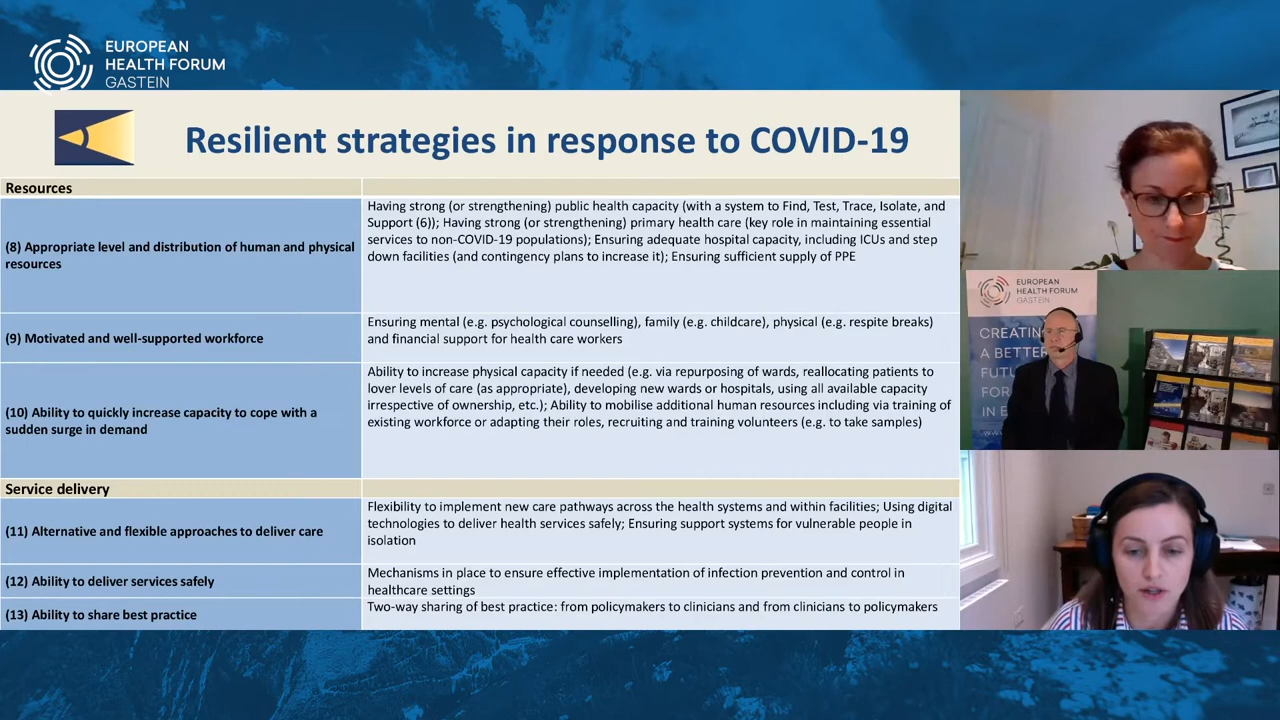 EUROPEAN
HEALTH FORUM
GASTEIN
Resilient strategies in response to COVID-19
Resources
(8) Appropriate level and distribution of human and physical
resources
Having strong (or strengthening) public health capacity (with a system to Find, Test, Trace, Isolate, and
Support (6)); Having strong (or strengthening) primary health care (key role in maintaining essential
services to non-COVID-19 populations); Ensuring adequate hospital capacity, including ICUs and step
down facilities (and contingency plans to increase it); Ensuring sufficient supply of PPE
(9) Motivated and well-supported workforce
Ensuring mental (e.g. psychological counselling), family (e.g. childcare), physical (e.g. respite breaks)
and financial support for health care workers
(10) Ability to quickly increase capacity to cope with a
sudden surge in demand
Ability to increase physical capacity if needed (e.g. via repurposing of wards, reallocating patients to
lover levels of care (as appropriate), developing new wards or hospitals, using all available capacity
irrespective of ownership, etc.); Ability to mobilise additional human resources including via training of
existing workforce or adapting their roles, recruiting and training volunteers (e.g. to take samples)
Service delivery
(11) Alternative and flexible approaches to deliver care
Flexibility to implement new care pathways across the health systems and within facilities; Using digital
technologies to deliver health services safely; Ensuring support systems for vulnerable people in
isolation
(12) Ability to deliver services safely
Mechanisms in place to ensure effective implementation of infection prevention and control in
healthcare settings
(13) Ability to share best practice
Two-way sharing of best practice: from policymakers to clinicians and from clinicians to policymakers
EUROPEAN
HEALTH FORUM
GASTEIN
CREATIN
A BETTE
FUTU
FOR
IN E